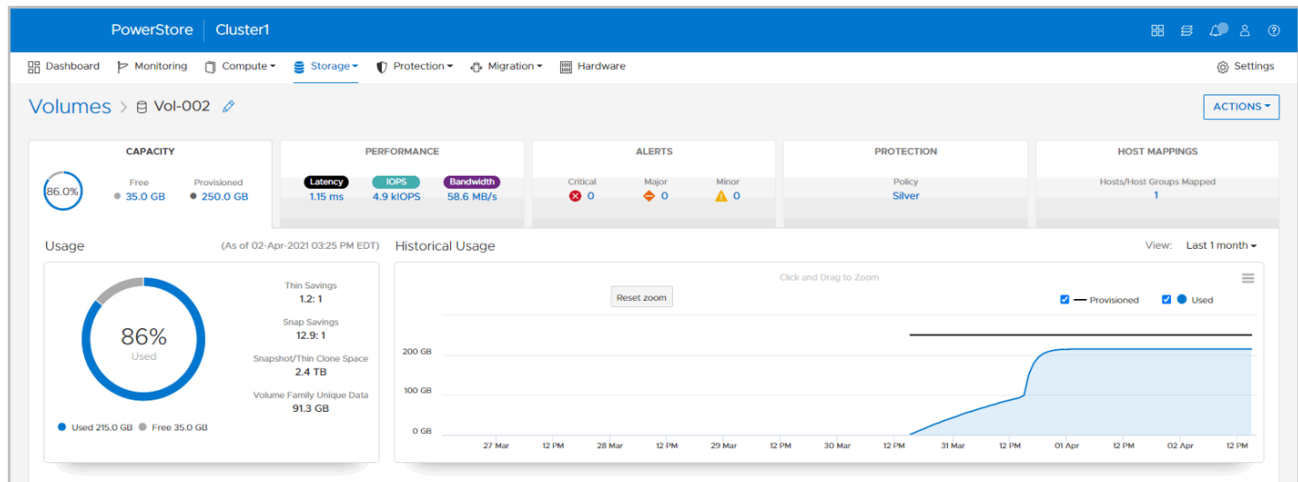 PowerStore Cluster1
Dashboard Monitoring Compute Storage Protection Migration Hardware Settings
Volumes > Vol-002 ACTIONS
CAPACITY PERFORMANCE ALERTS PROTECTION HOST MAPPINGS
86.0% Free Provisioned Latency IOPS Bandwidth Critical Major Minor Policy Hosts/Host Groups Mapped
35.0 GB 250.0 GB 1.15 ms 4.9 kIOPS 58.6 MB/s 0 0 0 Silver 1
Usage (As of 02-Apr-2021 03:25 PM EDT) Historical Usage View: Last 1 month
86%
Used
Thin Savings
1.2: 1
Snap Savings
12.9: 1
Snapshot/Thin Clone Space
2.4 TB
Volume Family Unique Data
91.3 GB
Used 215.0 GB Free 35.0 GB
Click and Drag to Zoom
Reset zoom
Provisioned Used
200 GB
100 GB
0 GB
27 Mar 12 PM 28 Mar 12 PM 29 Mar 12 PM 30 Mar 12 PM 31 Mar 12 PM 01 Apr 12 PM 02 Apr 12 PM